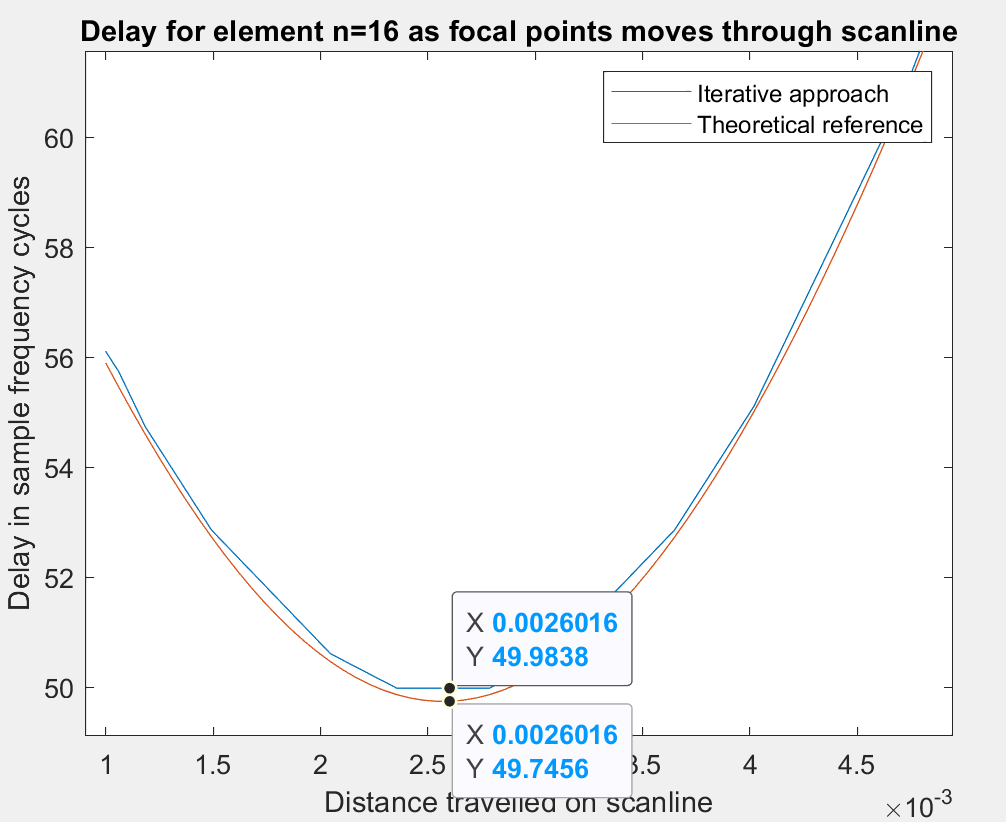 Delay for element n=16 as focal points moves through scanline
Iterative approach
Theoretical reference
Delay in sample frequency cycles
60
58
56
54
52
50
X 0.0026016
Y 49.9838
X 0.0026016
Y 49.7456
1 1.5 2 2.5 3.5 4 4.5
Distance travelled on scanline
×10-3